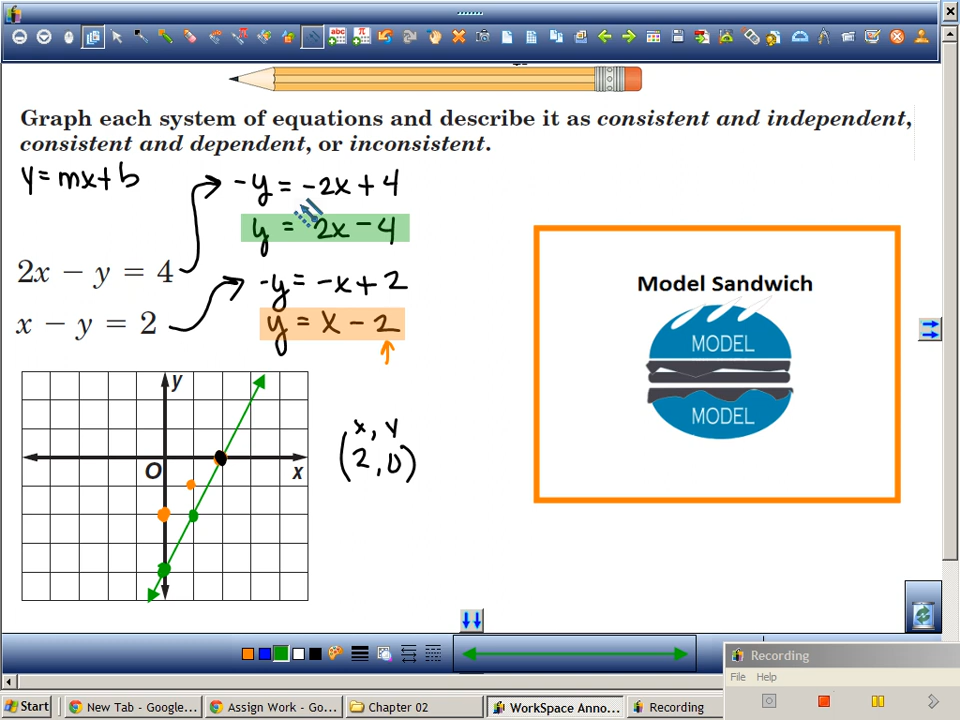 abc
Graph each system of equations and describe it as consistent and independent,
consistent and dependent, or inconsistent.
y = mx + b
-y = -2x + 4
y = 2x - 4
2x − y = 4
-y = -x + 2
x − y = 2
y = x - 2
Model Sandwich
MODEL
MODEL
y
O
x
x, y
(2, 0)
Recording
File Help
Start
New Tab - Google...
Assign Work - Go...
Chapter 02
WorkSpace Anno...
Recording